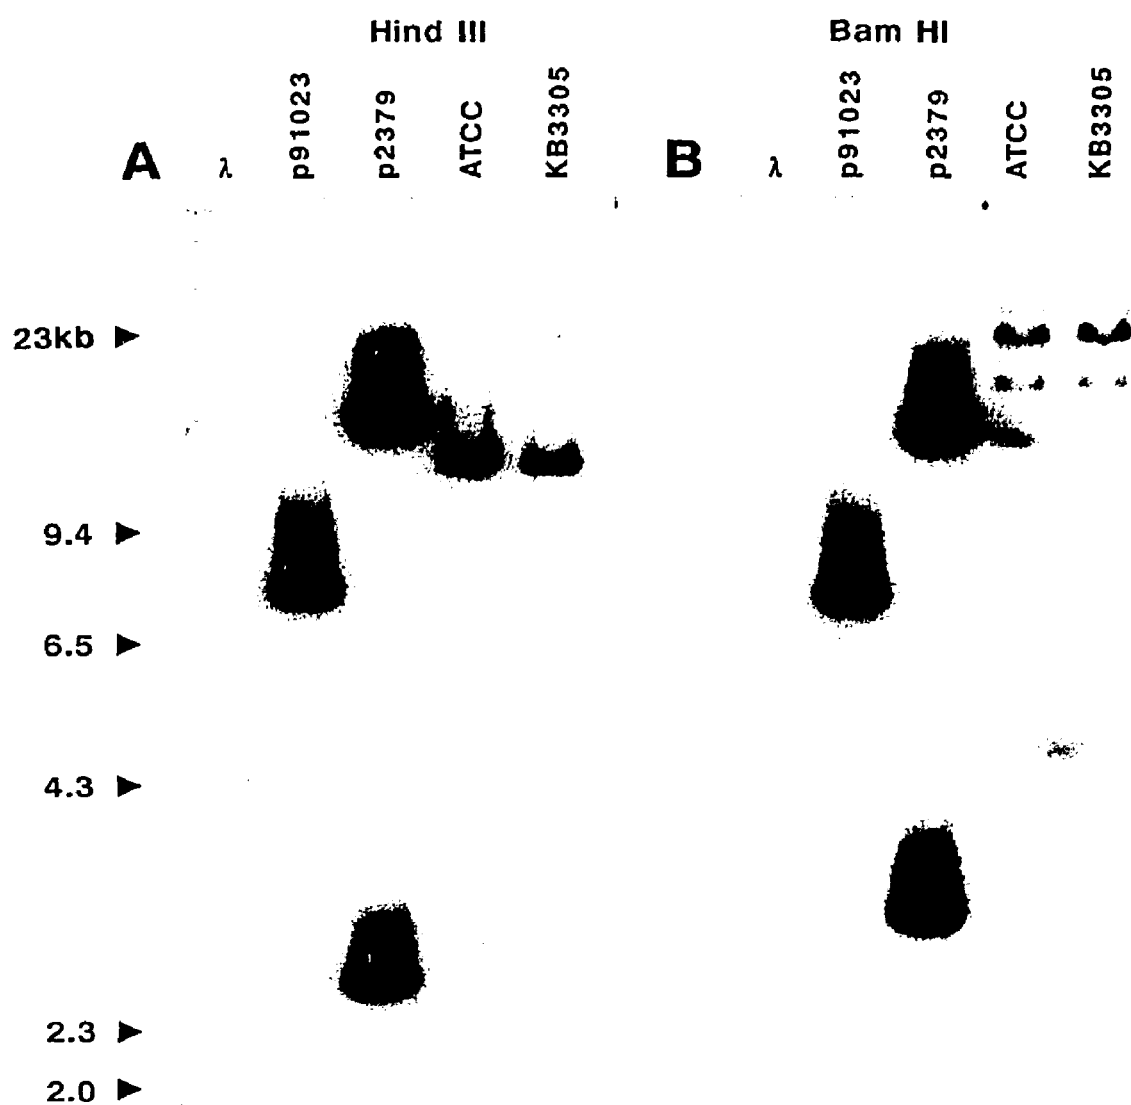 Hind III
Bam HI
A
λ
p91023
p2379
ATCC
KB3305
B
λ
p91023
p2379
ATCC
KB3305
23kb
9.4
6.5
4.3
2.3
2.0